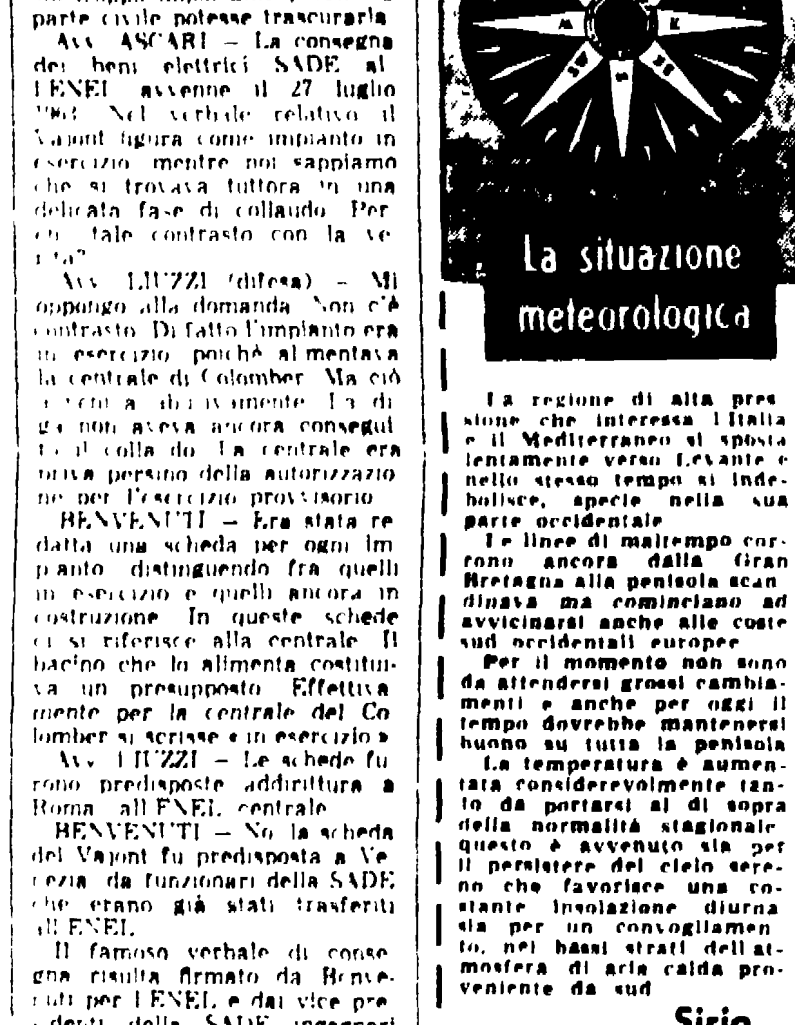 parte civile potesse trascurarla
Avv. ASCARI — La consegna
dei beni elettrici SADE al
l'ENEL avvenne il 27 luglio
1963. Nel verbale relativo il
Vajont figura come impianto in
esercizio mentre noi sappiamo
che si trovava tuttora in una
delicata fase di collaudo. Per
tale contrasto con la ve
rità?
Avv. LIUZZI (difesa) — Mi
oppongo alla domanda. Non c'è
contrasto. Di fatto l'impianto era
in esercizio poichè alimentava
la centrale di Colomber. Ma ciò
La di
ga non aveva ancora consegui
to il collaudo. La centrale era
priva persino della autorizzazio
ne per l'esercizio provvisorio
BENVENUTI — Era stata re
datta una scheda per ogni im
pianto distinguendo fra quelli
in esercizio e quelli ancora in
costruzione. In queste schede
ci si riferisce alla centrale. Il
bacino che lo alimenta costitui-
va un presupposto. Effettiva
mente per la centrale del Co
lomber si scrisse « in esercizio »
Avv. LIUZZI — Le schede fu
rono predisposte addirittura a
Roma all'ENEL centrale
BENVENUTI — No la scheda
del Vajont fu predisposta a Ve
nezia da funzionari della SADE
che erano già stati trasferiti
all'ENEL
Il famoso verbale di conse
gna risulta firmato da Benve-
nuti per l'ENEL e dai vice pre
sidenti della SADE ingegneri
La situazione
meteorologica
La regione di alta pres
sione che interessa l'Italia
e il Mediterraneo si sposta
lentamente verso Levante e
nello stesso tempo si inde-
bolisce, specie nella sua
parte occidentale
Le linee di maltempo cor-
rono ancora dalla Gran
Bretagna alla penisola scan
dinava ma cominciano ad
avvicinarsi anche alle coste
sud occidentali europee
Per il momento non sono
da attendersi grossi cambia-
menti e anche per oggi il
tempo dovrebbe mantenersi
buono su tutta la penisola
La temperatura è aumen-
tata considerevolmente tan-
to da portarsi al di sopra
della normalità stagionale
questo è avvenuto sia per
il persistere del cielo sere-
no che favorisce una co-
stante insolazione diurna
sia per un convogliamen
to, nei bassi strati dell'at-
mosfera di aria calda pro-
veniente da sud
Sirio